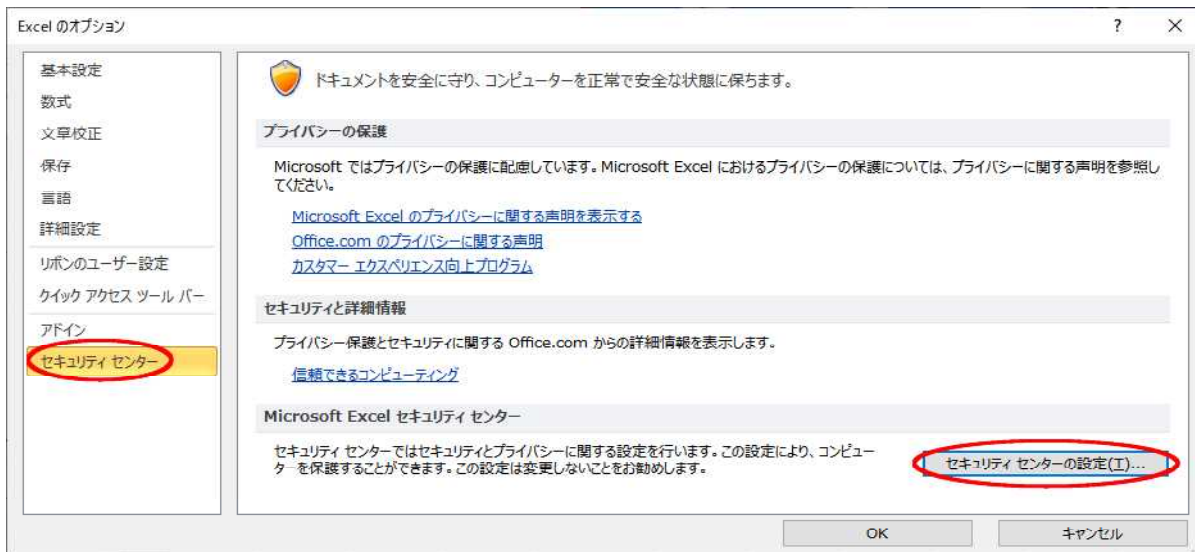 Excel のオプション
?
×
基本設定
数式
文章校正
保存
言語
詳細設定
リボンのユーザー設定
クイック アクセス ツール バー
アドイン
セキュリティ センター
ドキュメントを安全に守り、コンピューターを正常で安全な状態に保ちます。
プライバシーの保護
Microsoft ではプライバシーの保護に配慮しています。Microsoft Excel におけるプライバシーの保護については、プライバシーに関する声明を参照し
てください。
Microsoft Excel のプライバシーに関する声明を表示する
Office.com のプライバシーに関する声明
カスタマー エクスペリエンス向上プログラム
セキュリティと詳細情報
プライバシー保護とセキュリティに関する Office.com からの詳細情報を表示します。
信頼できるコンピューティング
Microsoft Excel セキュリティ センター
セキュリティ センターではセキュリティとプライバシーに関する設定を行います。この設定により、コンピュー
ターを保護することができます。この設定は変更しないことをお勧めします。
セキュリティ センターの設定(T)...
OK
キャンセル